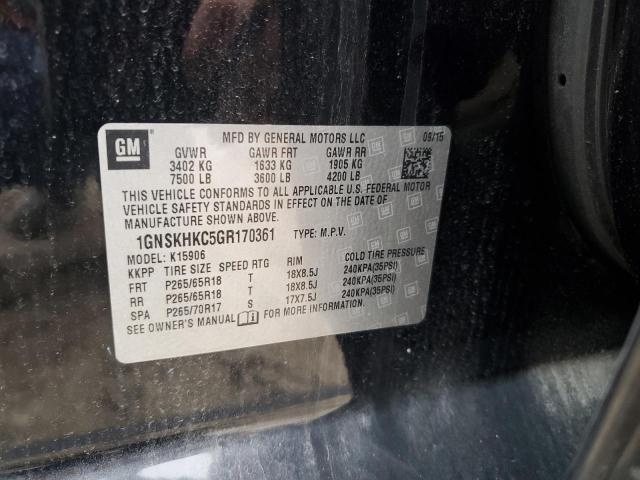 GM
MFD BY GENERAL MOTORS LLC 09/15
GVWR GAWR FRT GAWR RR
3402 KG 1633 KG 1905 KG
7500 LB 3600 LB 4200 LB
THIS VEHICLE CONFORMS TO ALL APPLICABLE U.S. FEDERAL MOTOR
VEHICLE SAFETY STANDARDS IN EFFECT ON THE DATE OF
MANUFACTURE SHOWN ABOVE.
1GNSKHKC5GR170361 TYPE: M.P.V.
MODEL: K15906
KKPP TIRE SIZE SPEED RTG RIM COLD TIRE PRESSURE
FRT P265/65R18 T 18X8.5J 240KPA(35PSI)
RR P265/65R18 T 18X8.5J 240KPA(35PSI)
SPA P265/70R17 S 17X7.5J 240KPA(35PSI)
SEE OWNER'S MANUAL FOR MORE INFORMATION.